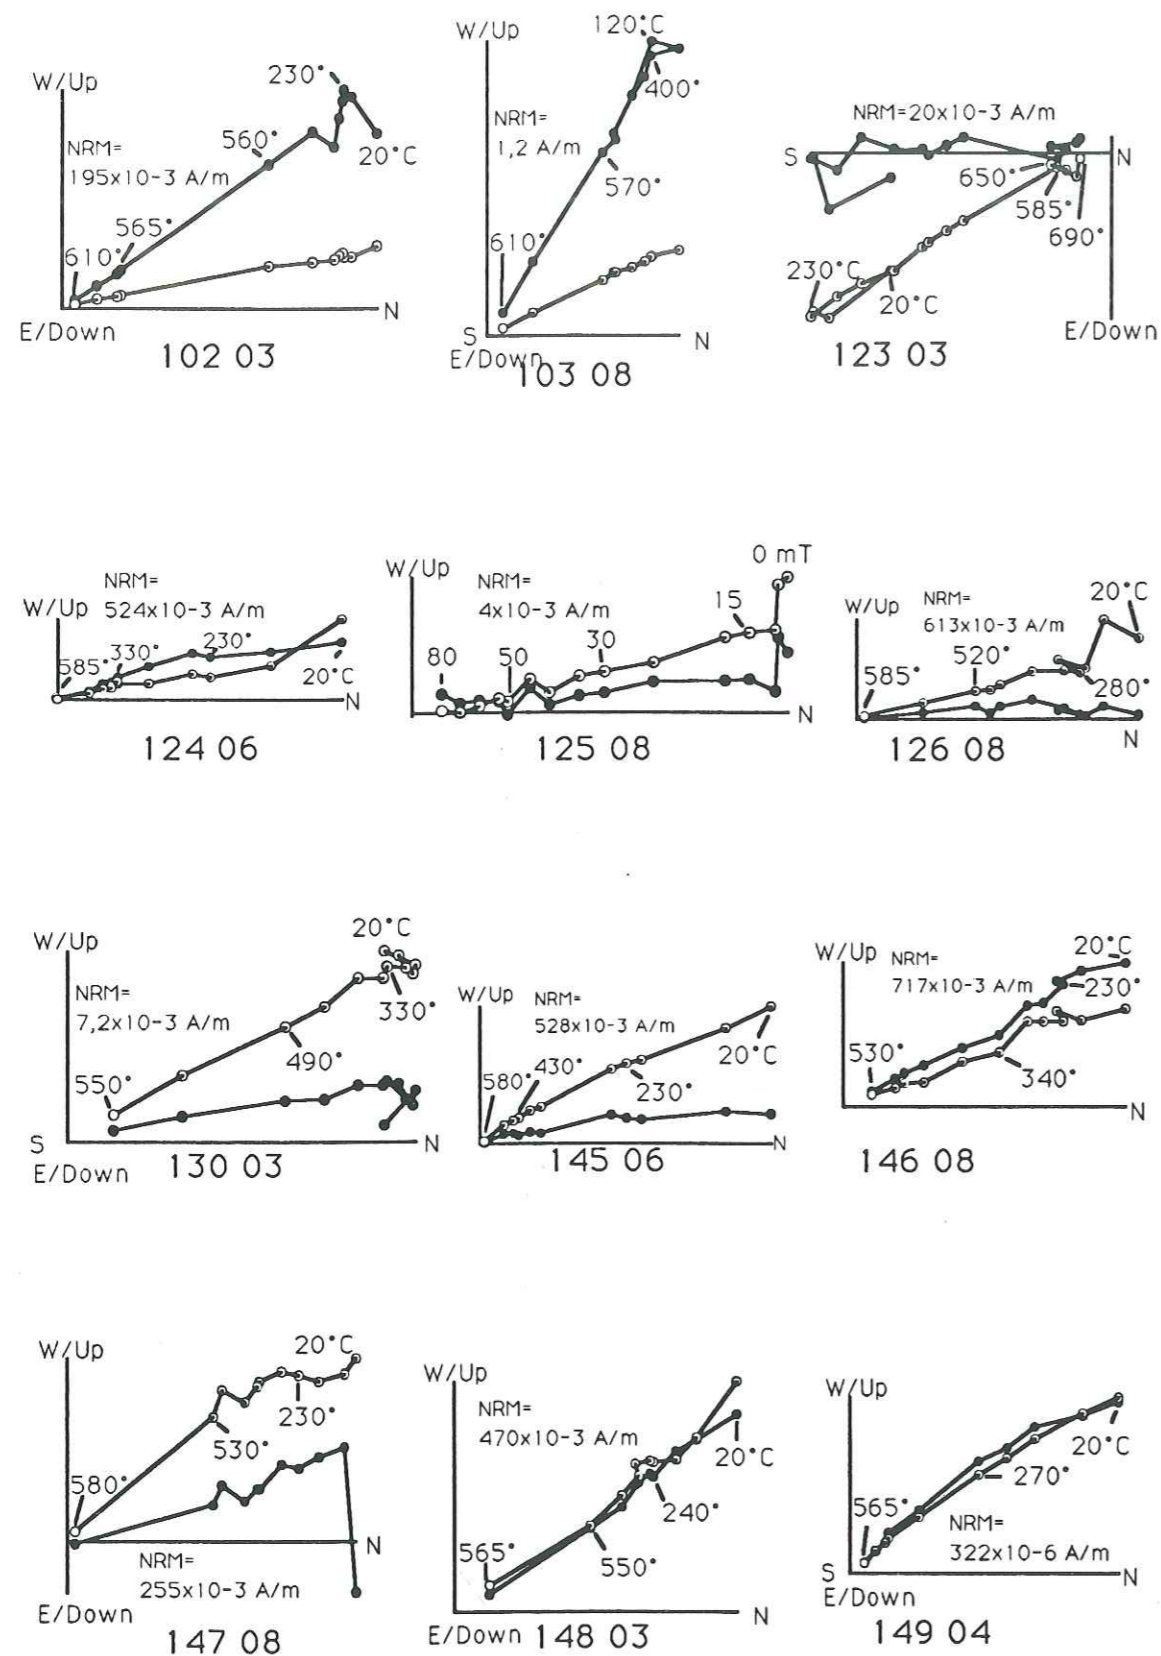 W/Up
NRM=
195x10-3 A/m
230°
560°
20°C
565°
610°
N
E/Down
102 03
W/Up
120°C
400°
NRM=
1,2 A/m
570°
610°
S
N
E/Down
103 08
NRM=20x10-3 A/m
S
N
650°
585°
690°
230°C
20°C
E/Down
123 03
W/Up
NRM=
524x10-3 A/m
585°
330°
230°
20°C
N
124 06
W/Up
NRM=
4x10-3 A/m
0 mT
15
30
50
80
N
125 08
W/Up
NRM=
613x10-3 A/m
20°C
520°
585°
280°
N
126 08
W/Up
20°C
NRM=
7,2x10-3 A/m
330°
490°
550°
S
N
E/Down
130 03
W/Up
NRM=
528x10-3 A/m
580°
430°
20°C
230°
N
145 06
W/Up
NRM=
717x10-3 A/m
20°C
230°
530°
340°
N
146 08
W/Up
20°C
230°
530°
580°
N
NRM=
255x10-3 A/m
E/Down
147 08
W/Up
NRM=
470x10-3 A/m
20°C
240°
565°
550°
N
E/Down
148 03
W/Up
20°C
270°
565°
NRM=
322x10-6 A/m
S
N
E/Down
149 04